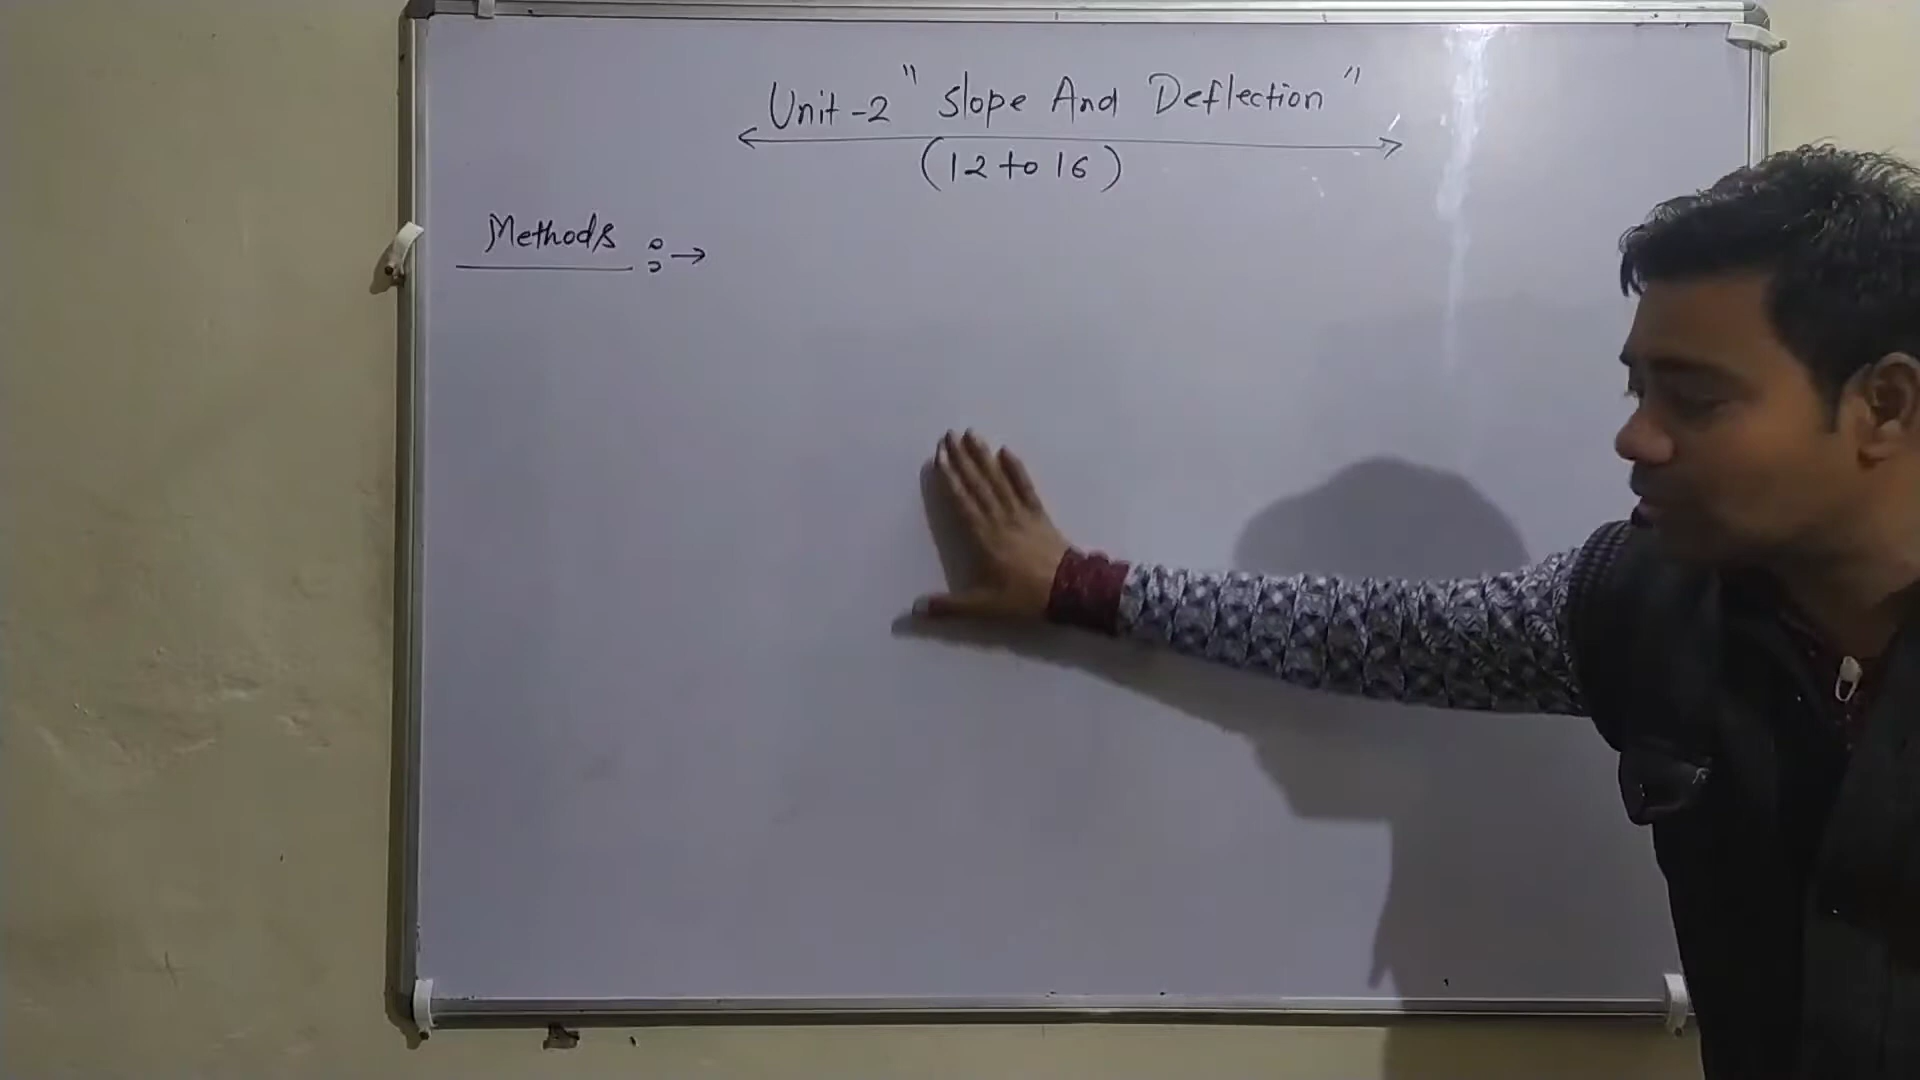 Unit-2 "Slope And Deflection"
(12 to 16)
Methods :→